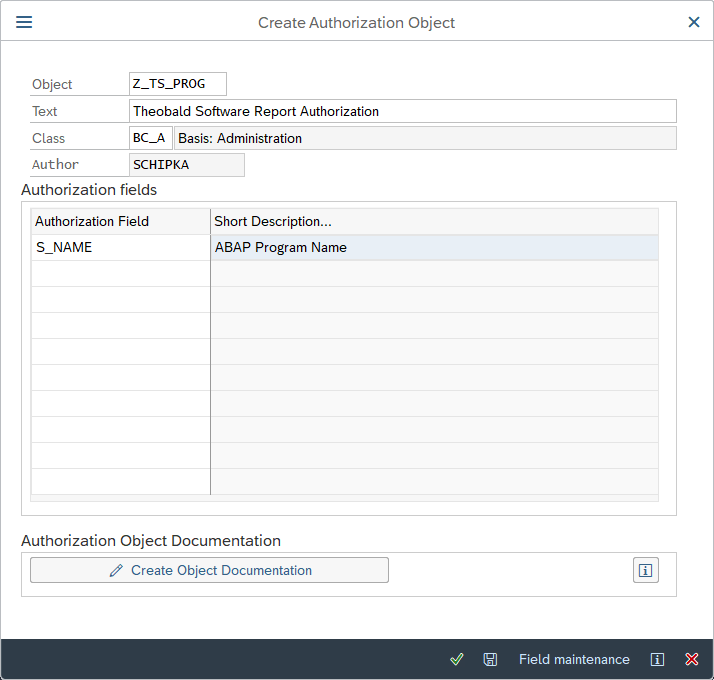 Create Authorization Object
Object Z_TS_PROG
Text Theobald Software Report Authorization
Class BC_A Basis: Administration
Author SCHIPKA
Authorization fields
Authorization Field Short Description...
S_NAME ABAP Program Name
Authorization Object Documentation
Create Object Documentation
Field maintenance